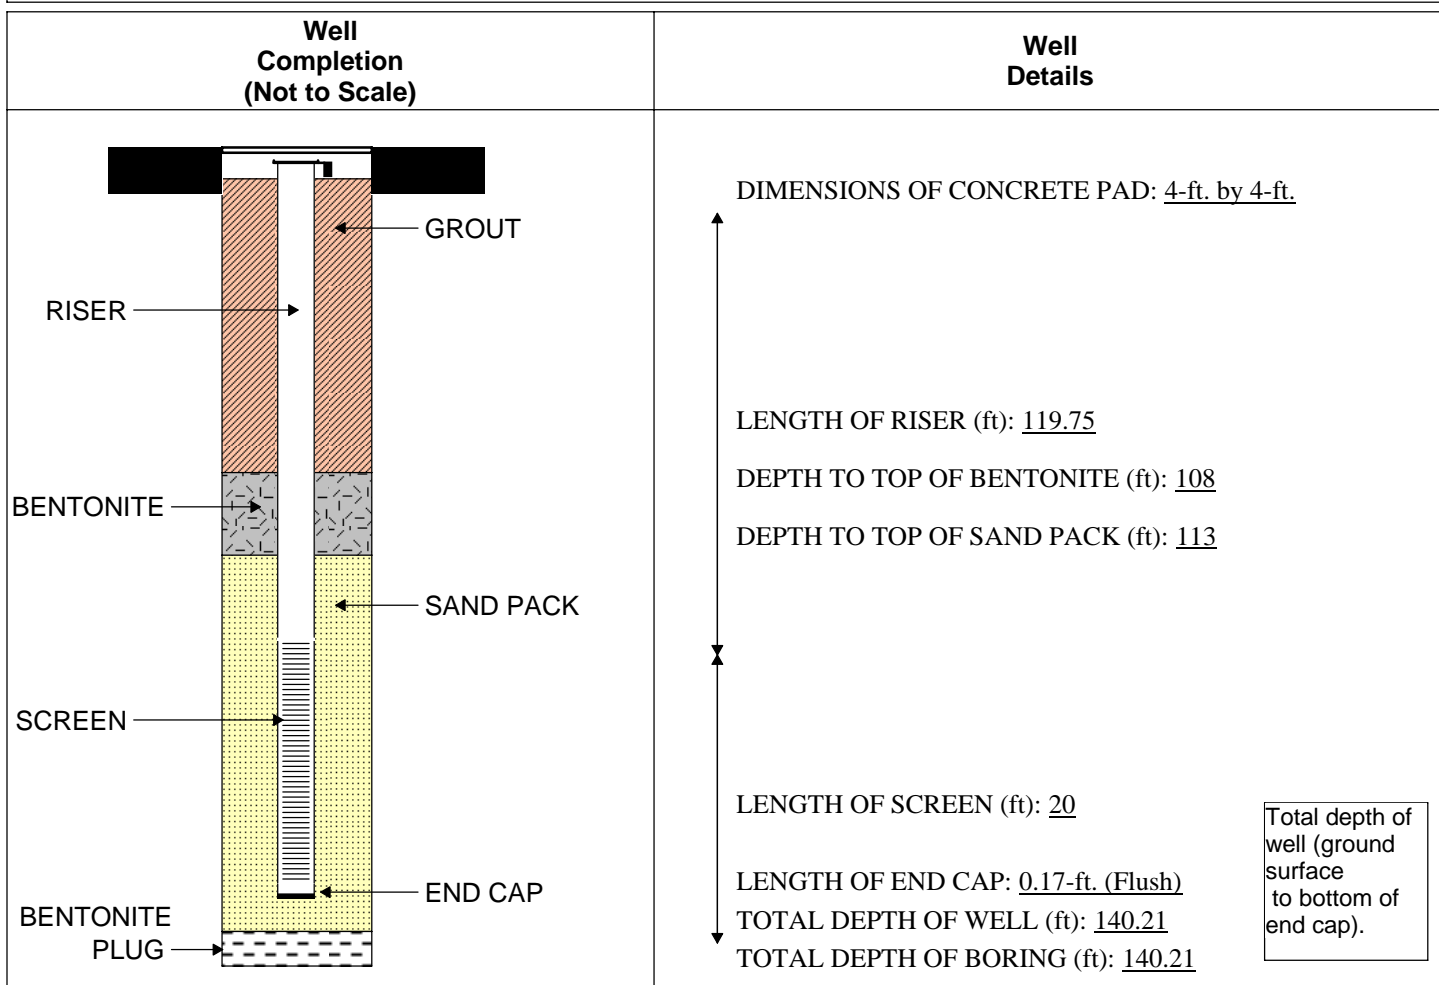 Well
Completion
(Not to Scale)
Well
Details
GROUT
RISER
BENTONITE
SAND PACK
SCREEN
END CAP
BENTONITE
PLUG
DIMENSIONS OF CONCRETE PAD: 4-ft. by 4-ft.
LENGTH OF RISER (ft): 119.75
DEPTH TO TOP OF BENTONITE (ft): 108
DEPTH TO TOP OF SAND PACK (ft): 113
LENGTH OF SCREEN (ft): 20
LENGTH OF END CAP: 0.17-ft. (Flush)
TOTAL DEPTH OF WELL (ft): 140.21
TOTAL DEPTH OF BORING (ft): 140.21
Total depth of
well (ground
surface
to bottom of
end cap).